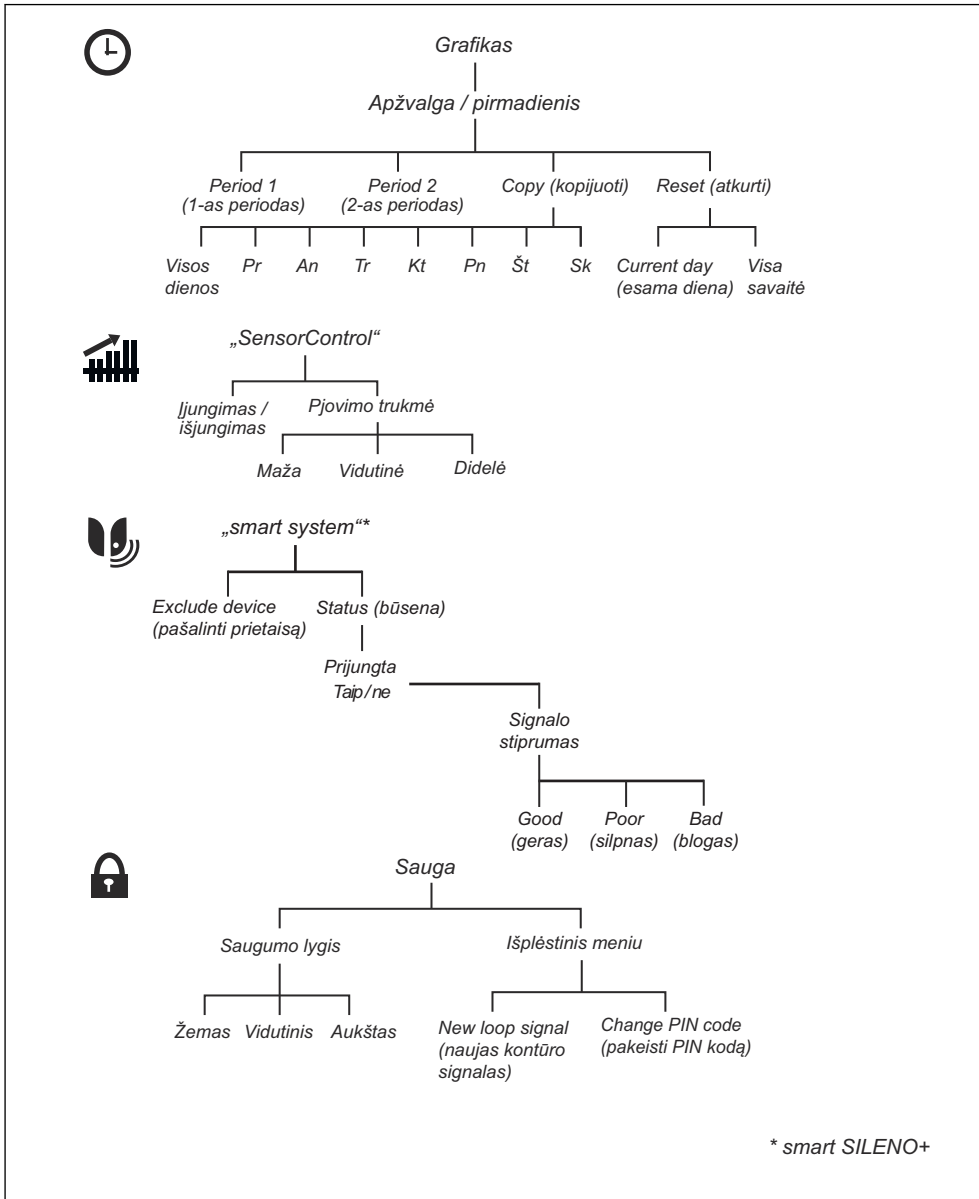 Grafikas
Apžvalga / pirmadienis
Period 1
(1-as periodas)
Period 2
(2-as periodas)
Copy (kopijuoti)
Reset (atkurti)
Visos
dienos
Pr
An
Tr
Kt
Pn
Št
Sk
Current day
(esama diena)
Visa
savaitė
„SensorControl“
Įjungimas /
išjungimas
Pjovimo trukmė
Maža
Vidutinė
Didelė
„smart system“*
Exclude device
(pašalinti prietaisą)
Status (būsena)
Prijungta
Taip/ne
Signalo
stiprumas
Good
(geras)
Poor
(silpnas)
Bad
(blogas)
Sauga
Saugumo lygis
Išplėstinis meniu
Žemas
Vidutinis
Aukštas
New loop signal
(naujas kontūro
signalas)
Change PIN code
(pakeisti PIN kodą)
* smart SILENO+